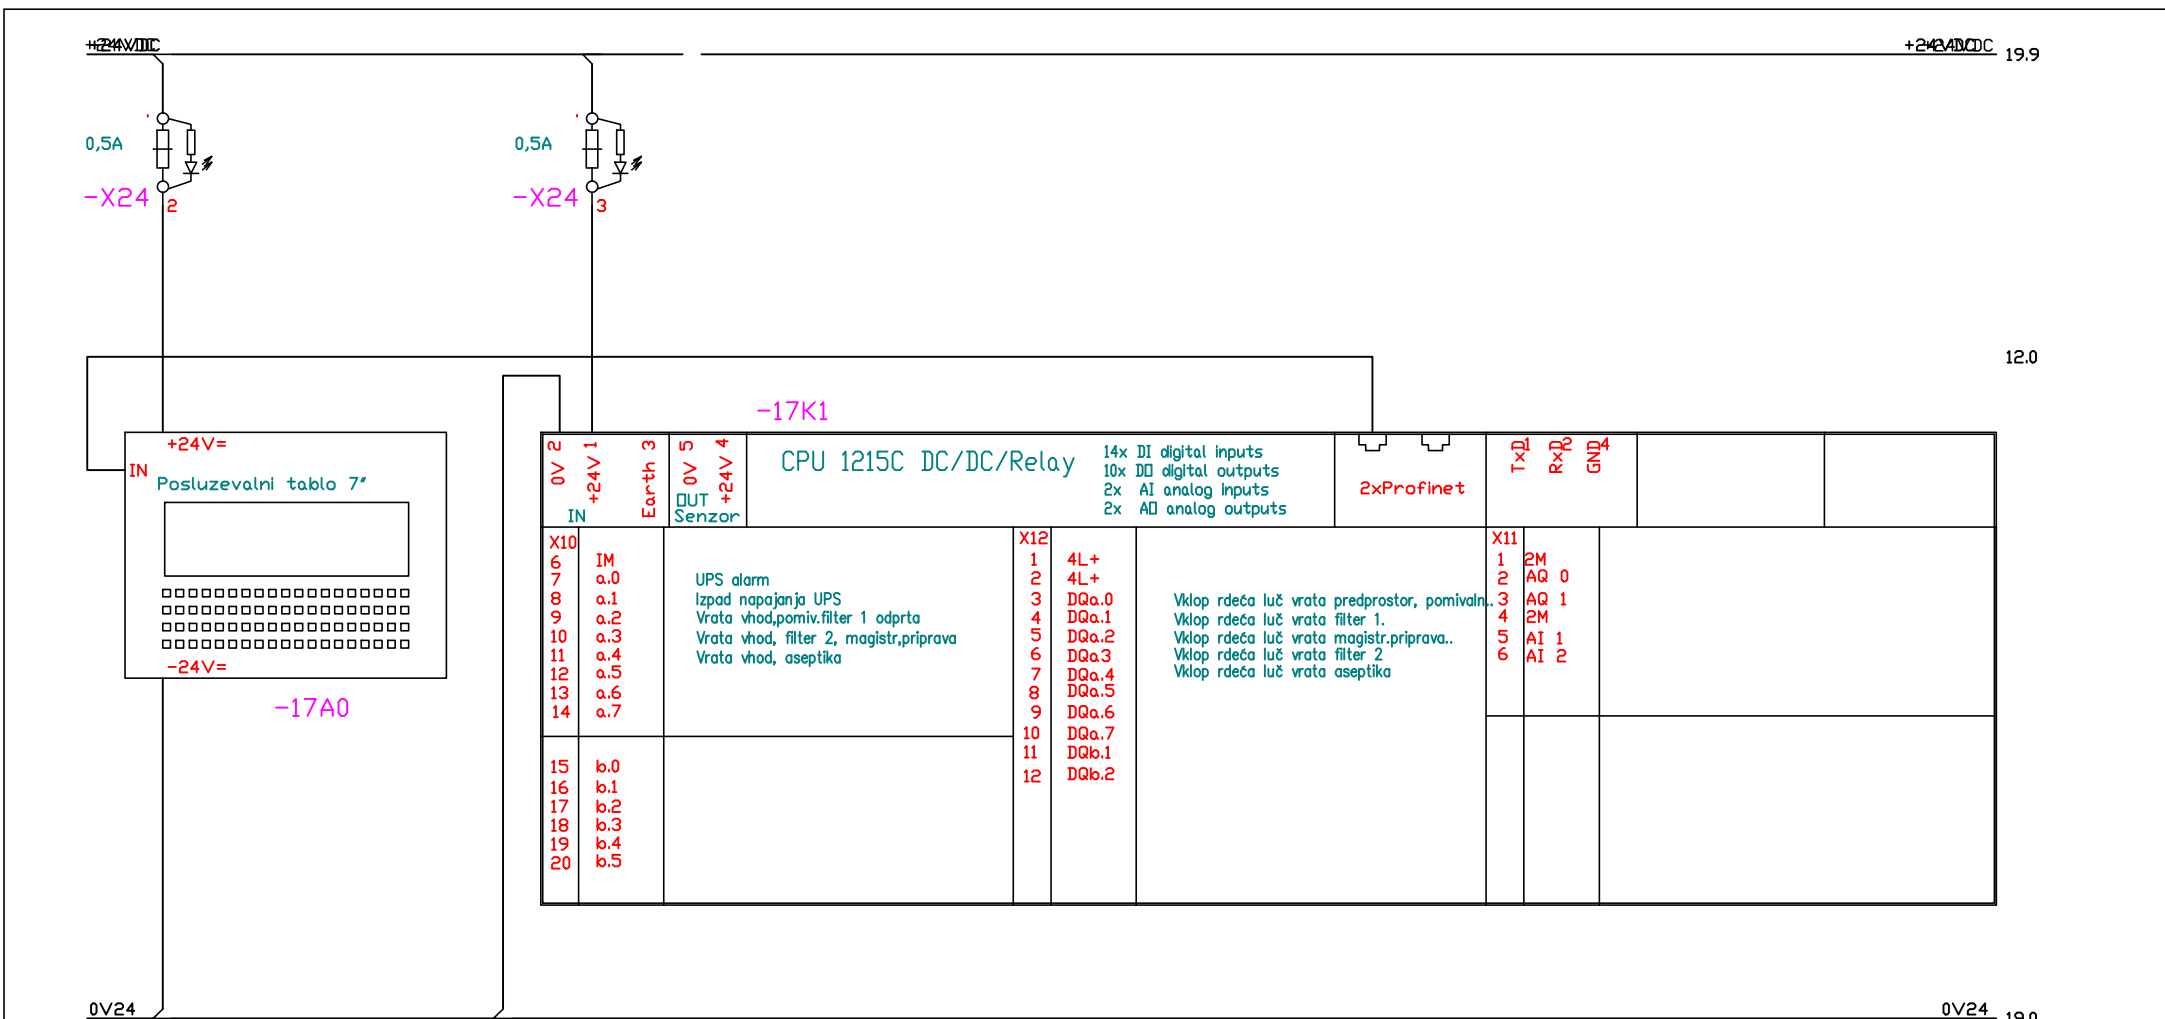 +24VDC +24VDC 19.9
0,5A 0,5A
-X24 2 -X24 3
12.0
-17K1
+24V=
IN
Posluzevalni tablo 7"
-24V=
-17A0
0V 2
+24V 1
Earth 3
IN
0V 5
+24V 4
OUT
Senzor
CPU 1215C DC/DC/Relay
14x DI digital inputs
10x DO digital outputs
2x AI analog inputs
2x AO analog outputs
2xProfinet
TxD 1
RxD 2
GND 4
X10
6 IM
7 a.0 UPS alarm
8 a.1 Izpad napajanja UPS
9 a.2 Vrata vhod,pomiv.filter 1 odprta
10 a.3 Vrata vhod, filter 2, magistr,priprava
11 a.4 Vrata vhod, aseptika
12 a.5
13 a.6
14 a.7
15 b.0
16 b.1
17 b.2
18 b.3
19 b.4
20 b.5
X12
1 4L+
2 4L+
3 DQa.0 Vklop rdeća luč vrata predprostor, pomivaln..
4 DQa.1 Vklop rdeća luč vrata filter 1.
5 DQa.2 Vklop rdeća luč vrata magistr.priprava..
6 DQa3 Vklop rdeća luč vrata filter 2
7 DQa.4 Vklop rdeća luč vrata aseptika
8 DQa.5
9 DQa.6
10 DQa.7
11 DQb.1
12 DQb.2
X11
1 2M
2 AQ 0
3 AQ 1
4 2M
5 AI 1
6 AI 2
0V24 0V24 19.0